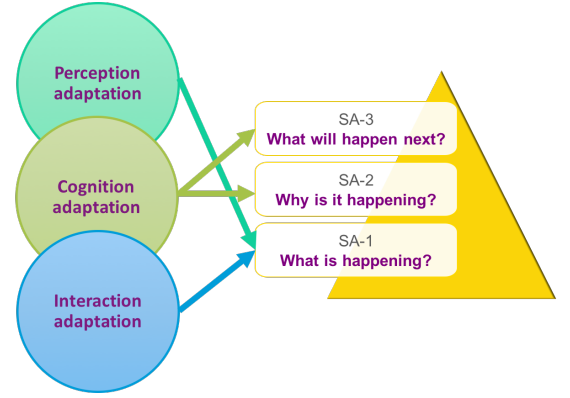 Perception
adaptation
Cognition
adaptation
Interaction
adaptation
SA-3
What will happen next?
SA-2
Why is it happening?
SA-1
What is happening?